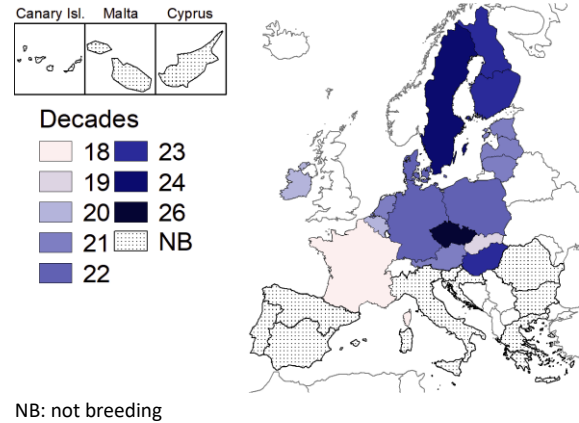 Canary Isl. Malta Cyprus
Decades
18 23
19 24
20 26
21 NB
22
NB: not breeding